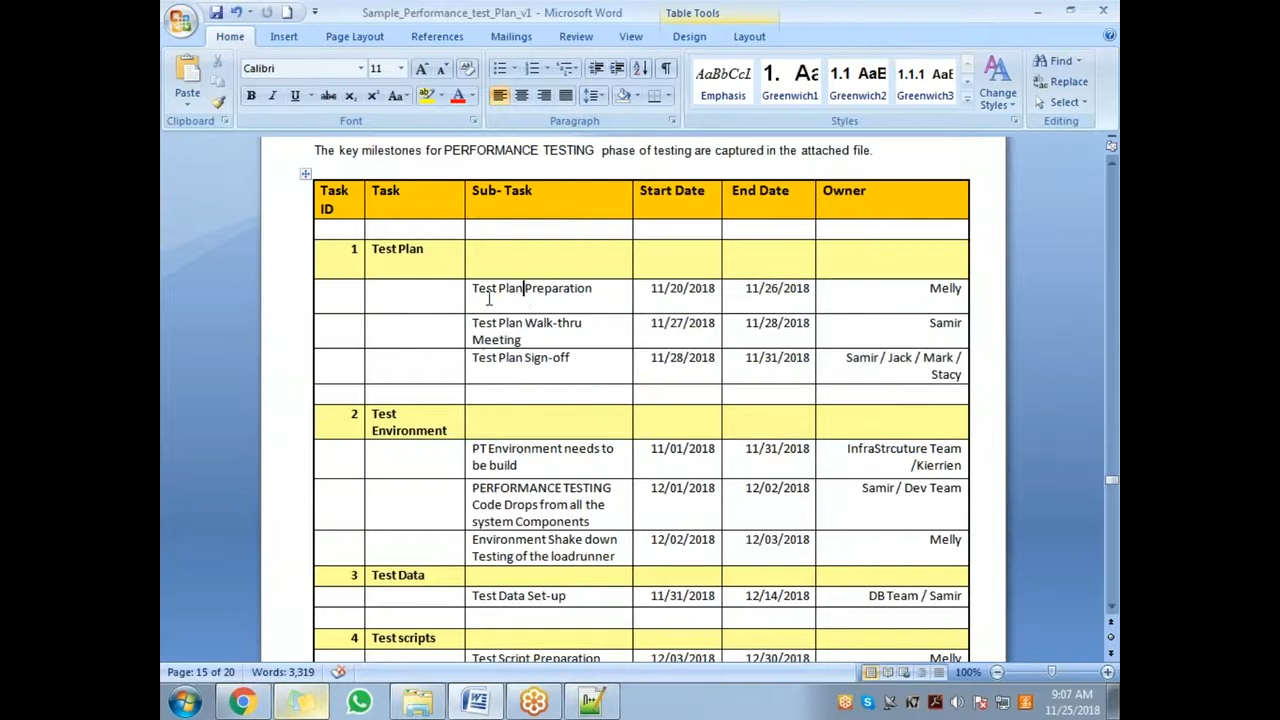 Sample_Performance_test_Plan_v1 - Microsoft Word
Table Tools
Home Insert Page Layout References Mailings Review View Design Layout
Calibri 11
AaBbCcI 1. Aa 1.1 AaE 1.1.1 AaF
Paste
Emphasis Greenwich1 Greenwich2 Greenwich3
Change Styles
Find
Replace
Select
Clipboard Font Paragraph Styles Editing
The key milestones for PERFORMANCE TESTING phase of testing are captured in the attached file.
Task ID Task Sub- Task Start Date End Date Owner
1 Test Plan
Test Plan Preparation 11/20/2018 11/26/2018 Melly
Test Plan Walk-thru Meeting 11/27/2018 11/28/2018 Samir
Test Plan Sign-off 11/28/2018 11/31/2018 Samir / Jack / Mark / Stacy
2 Test Environment
PT Environment needs to be build 11/01/2018 11/31/2018 InfraStrcuture Team /Kierrien
PERFORMANCE TESTING Code Drops from all the system Components 12/01/2018 12/02/2018 Samir / Dev Team
Environment Shake down Testing of the loadrunner 12/02/2018 12/03/2018 Melly
3 Test Data
Test Data Set-up 11/31/2018 12/14/2018 DB Team / Samir
4 Test scripts
Test Script Preparation 12/03/2018 12/30/2018 Melly
Page: 15 of 20 Words: 3,319 100%
9:07 AM
11/25/2018